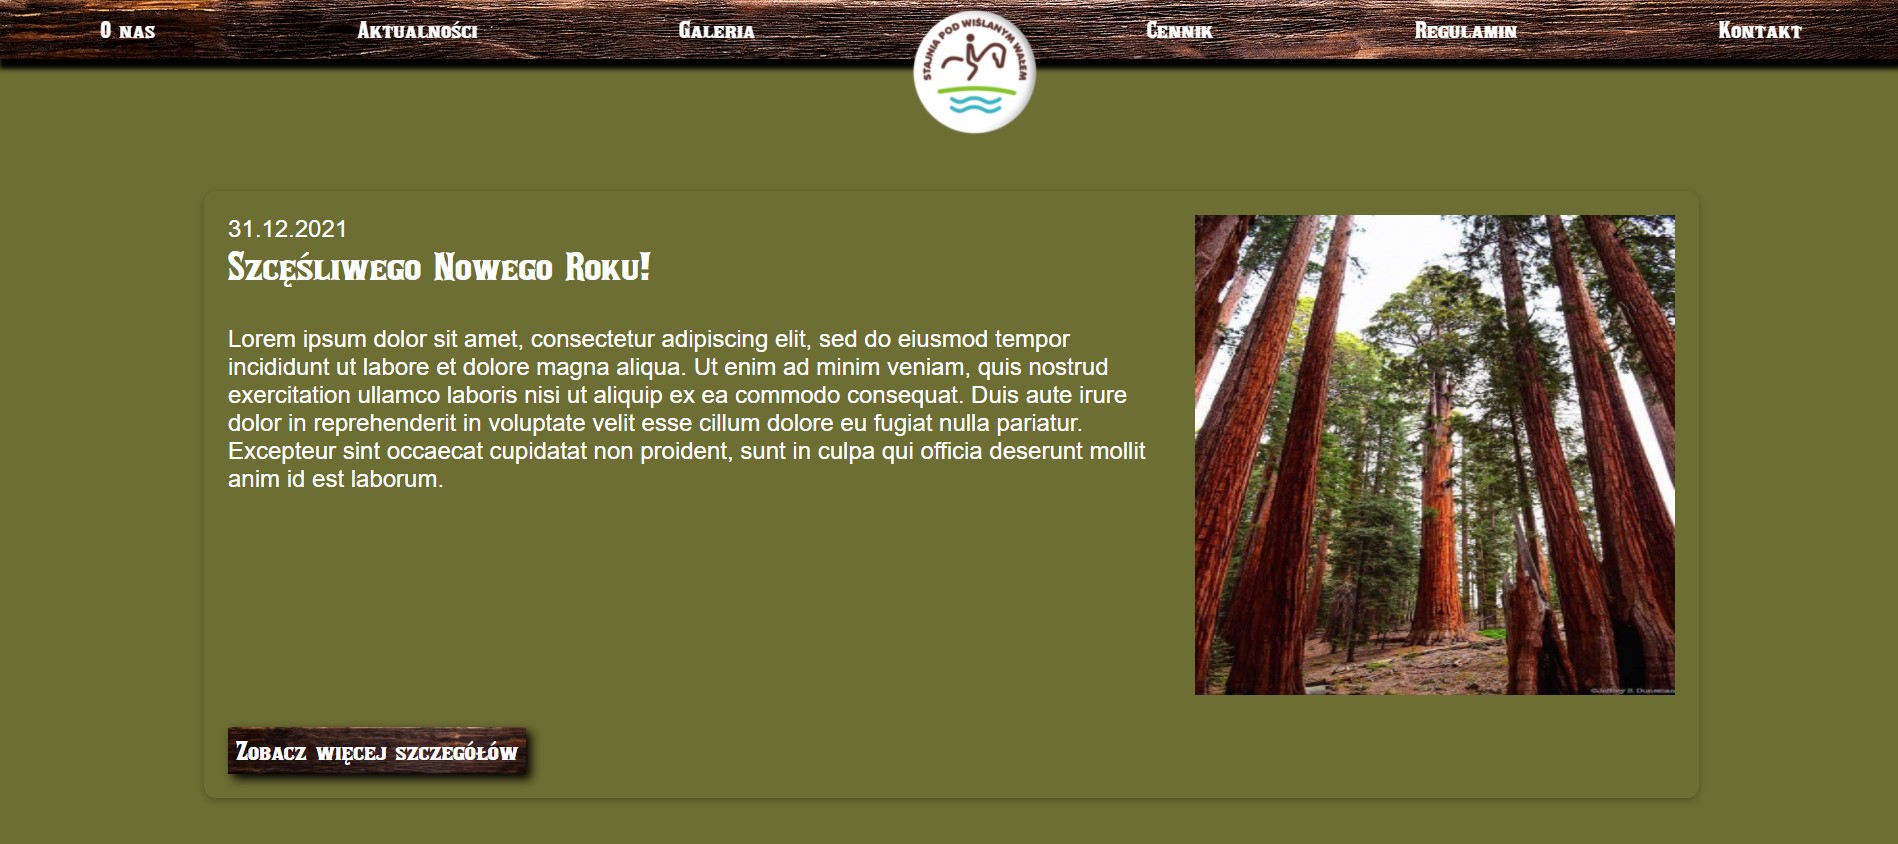 O nas
Aktualności
Galeria
STAJNIA POD WIŚLANYM WAŁEM
Cennik
Regulamin
Kontakt
31.12.2021
Szczęśliwego Nowego Roku!
Lorem ipsum dolor sit amet, consectetur adipiscing elit, sed do eiusmod tempor
incididunt ut labore et dolore magna aliqua. Ut enim ad minim veniam, quis nostrud
exercitation ullamco laboris nisi ut aliquip ex ea commodo consequat. Duis aute irure
dolor in reprehenderit in voluptate velit esse cillum dolore eu fugiat nulla pariatur.
Excepteur sint occaecat cupidatat non proident, sunt in culpa qui officia deserunt mollit
anim id est laborum.
Zobacz więcej szczegółów